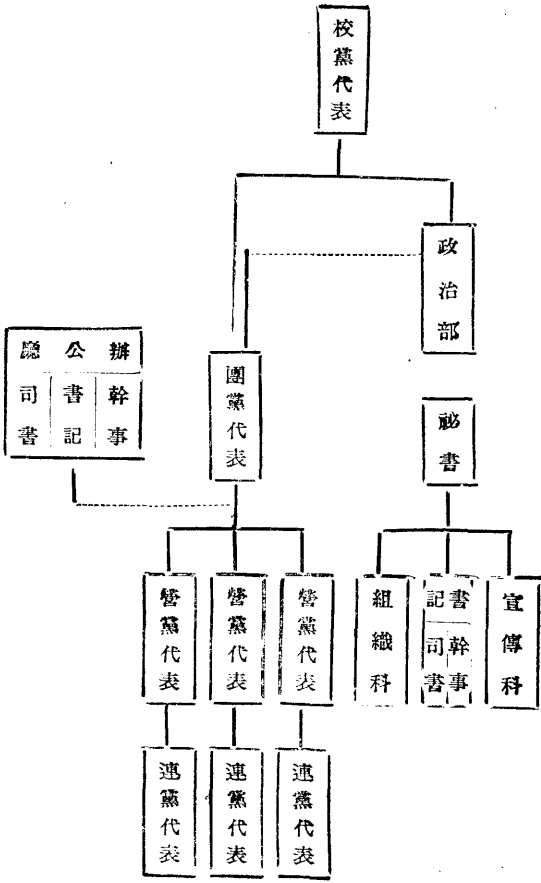 校黨代表
政治部
團黨代表
辦公廳
幹事
書記
司書
祕書
宣傳科
書記
幹事
司書
組織科
營黨代表
營黨代表
營黨代表
連黨代表
連黨代表
連黨代表